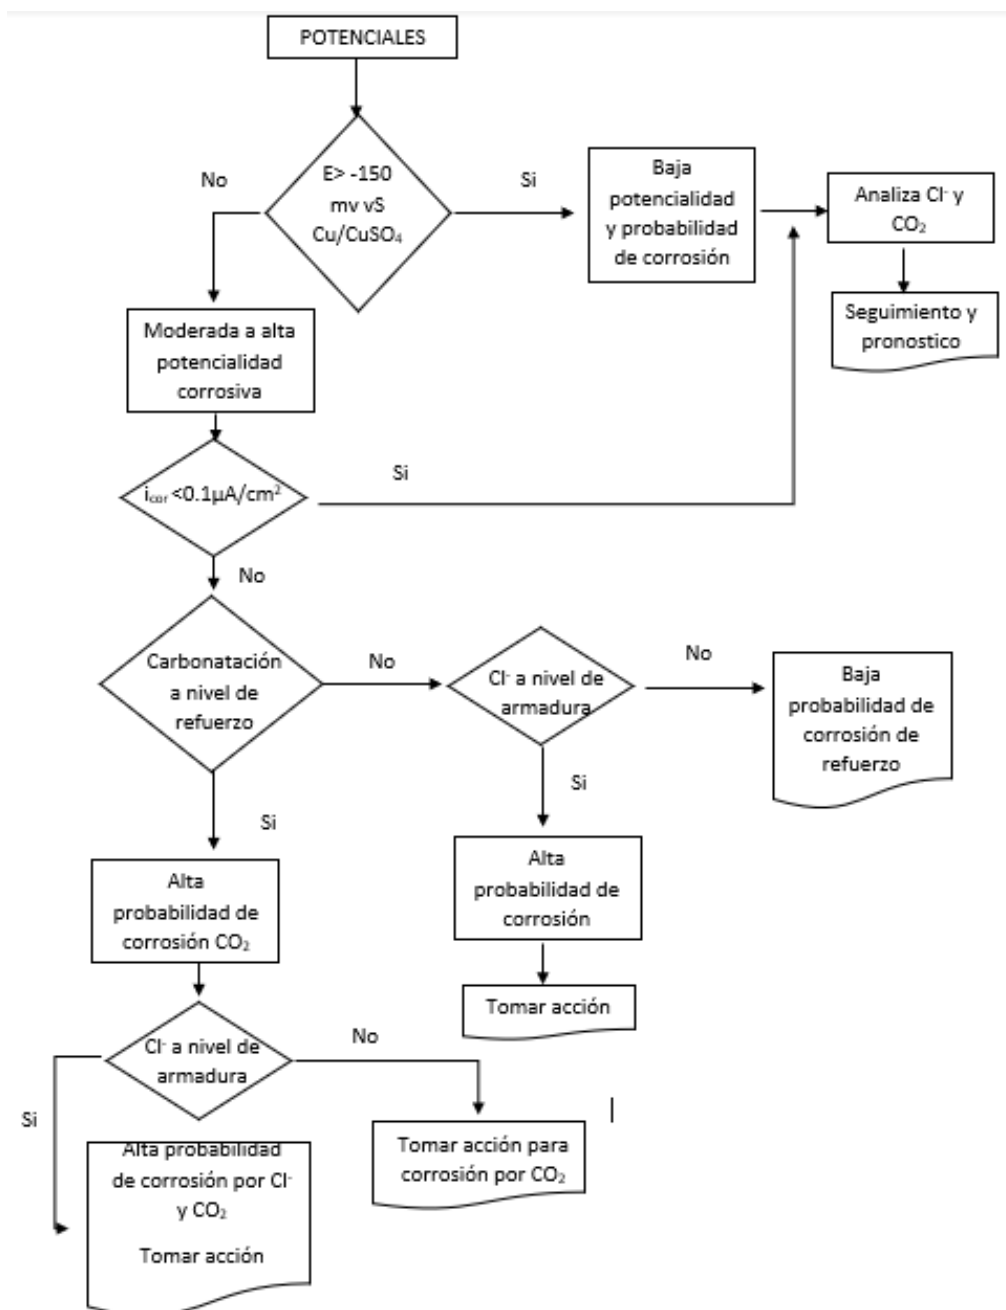 POTENCIALES
No
E> -150
mv vS
Cu/CuSO₄
Si
Baja
potencialidad
y probabilidad
de corrosión
Analiza Cl⁻ y
CO₂
Seguimiento y
pronostico
Moderada a alta
potencialidad
corrosiva
i_cor <0.1µA/cm²
Si
No
Carbonatación
a nivel de
refuerzo
No
Cl⁻ a nivel de
armadura
No
Baja
probabilidad de
corrosión de
refuerzo
Si
Si
Alta
probabilidad de
corrosión CO₂
Alta
probabilidad de
corrosión
Tomar acción
Cl⁻ a nivel de
armadura
No
Si
Tomar acción para
corrosión por CO₂
Alta probabilidad
de corrosión por Cl⁻
y CO₂
Tomar acción